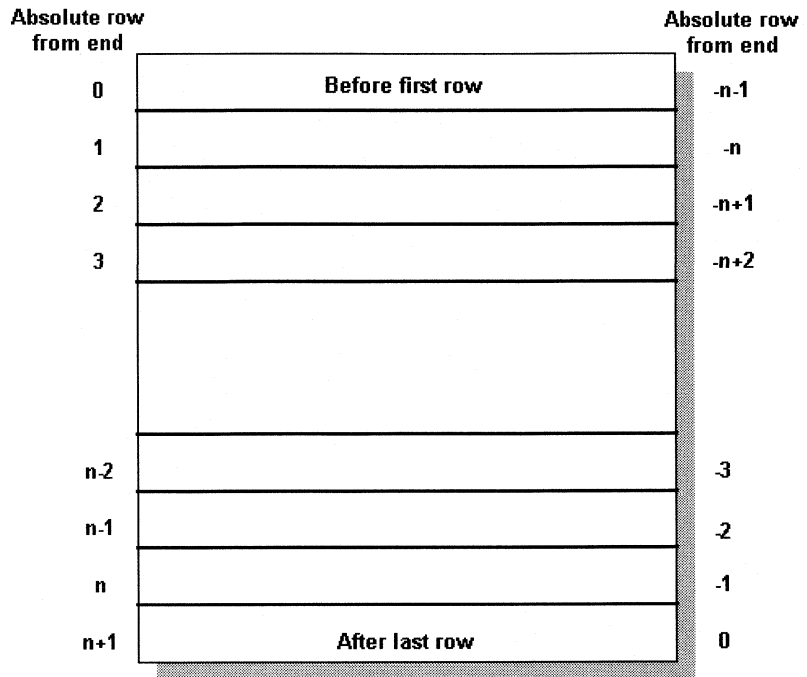 Absolute row
from end
Absolute row
from end
0 Before first row -n-1
1 -n
2 -n+1
3 -n+2
n-2 -3
n-1 -2
n -1
n+1 After last row 0